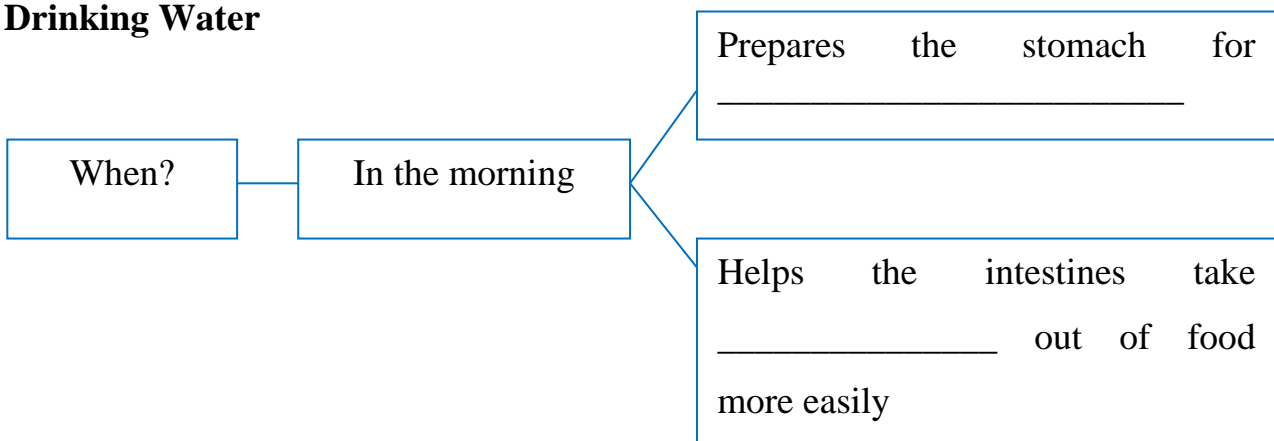 Drinking Water
When?
In the morning
Prepares the stomach for
_________________________
Helps the intestines take
_______________ out of food
more easily